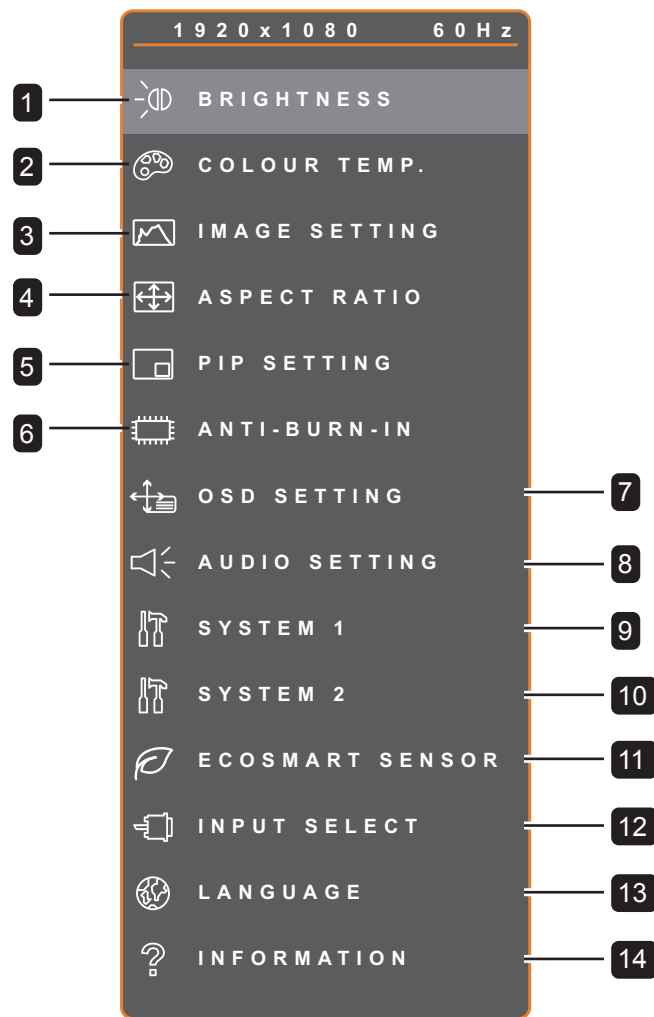 1920x1080 60Hz
1 BRIGHTNESS
2 COLOUR TEMP.
3 IMAGE SETTING
4 ASPECT RATIO
5 PIP SETTING
6 ANTI-BURN-IN
OSD SETTING 7
AUDIO SETTING 8
SYSTEM 1 9
SYSTEM 2 10
ECOSMART SENSOR 11
INPUT SELECT 12
LANGUAGE 13
INFORMATION 14